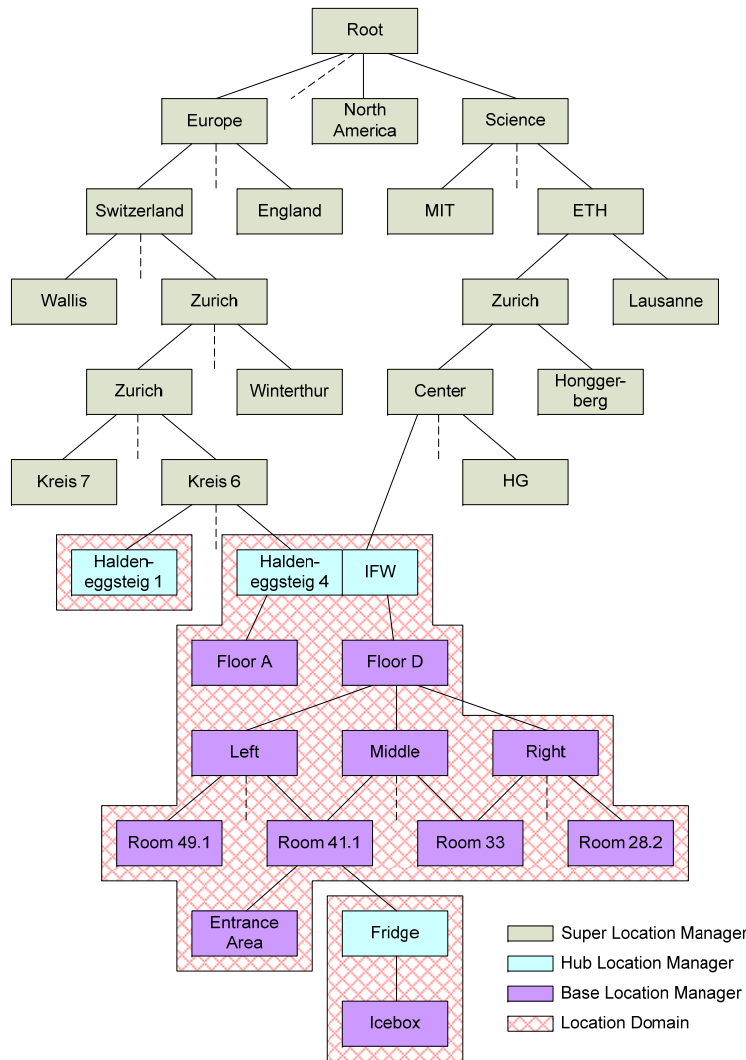 Root
Europe
North
America
Science
Switzerland
England
MIT
ETH
Wallis
Zurich
Zurich
Lausanne
Zurich
Winterthur
Center
Hongger-
berg
Kreis 7
Kreis 6
HG
Halden-
eggsteig 1
Halden-
eggsteig 4
IFW
Floor A
Floor D
Left
Middle
Right
Room 49.1
Room 41.1
Room 33
Room 28.2
Entrance
Area
Fridge
Icebox
Super Location Manager
Hub Location Manager
Base Location Manager
Location Domain